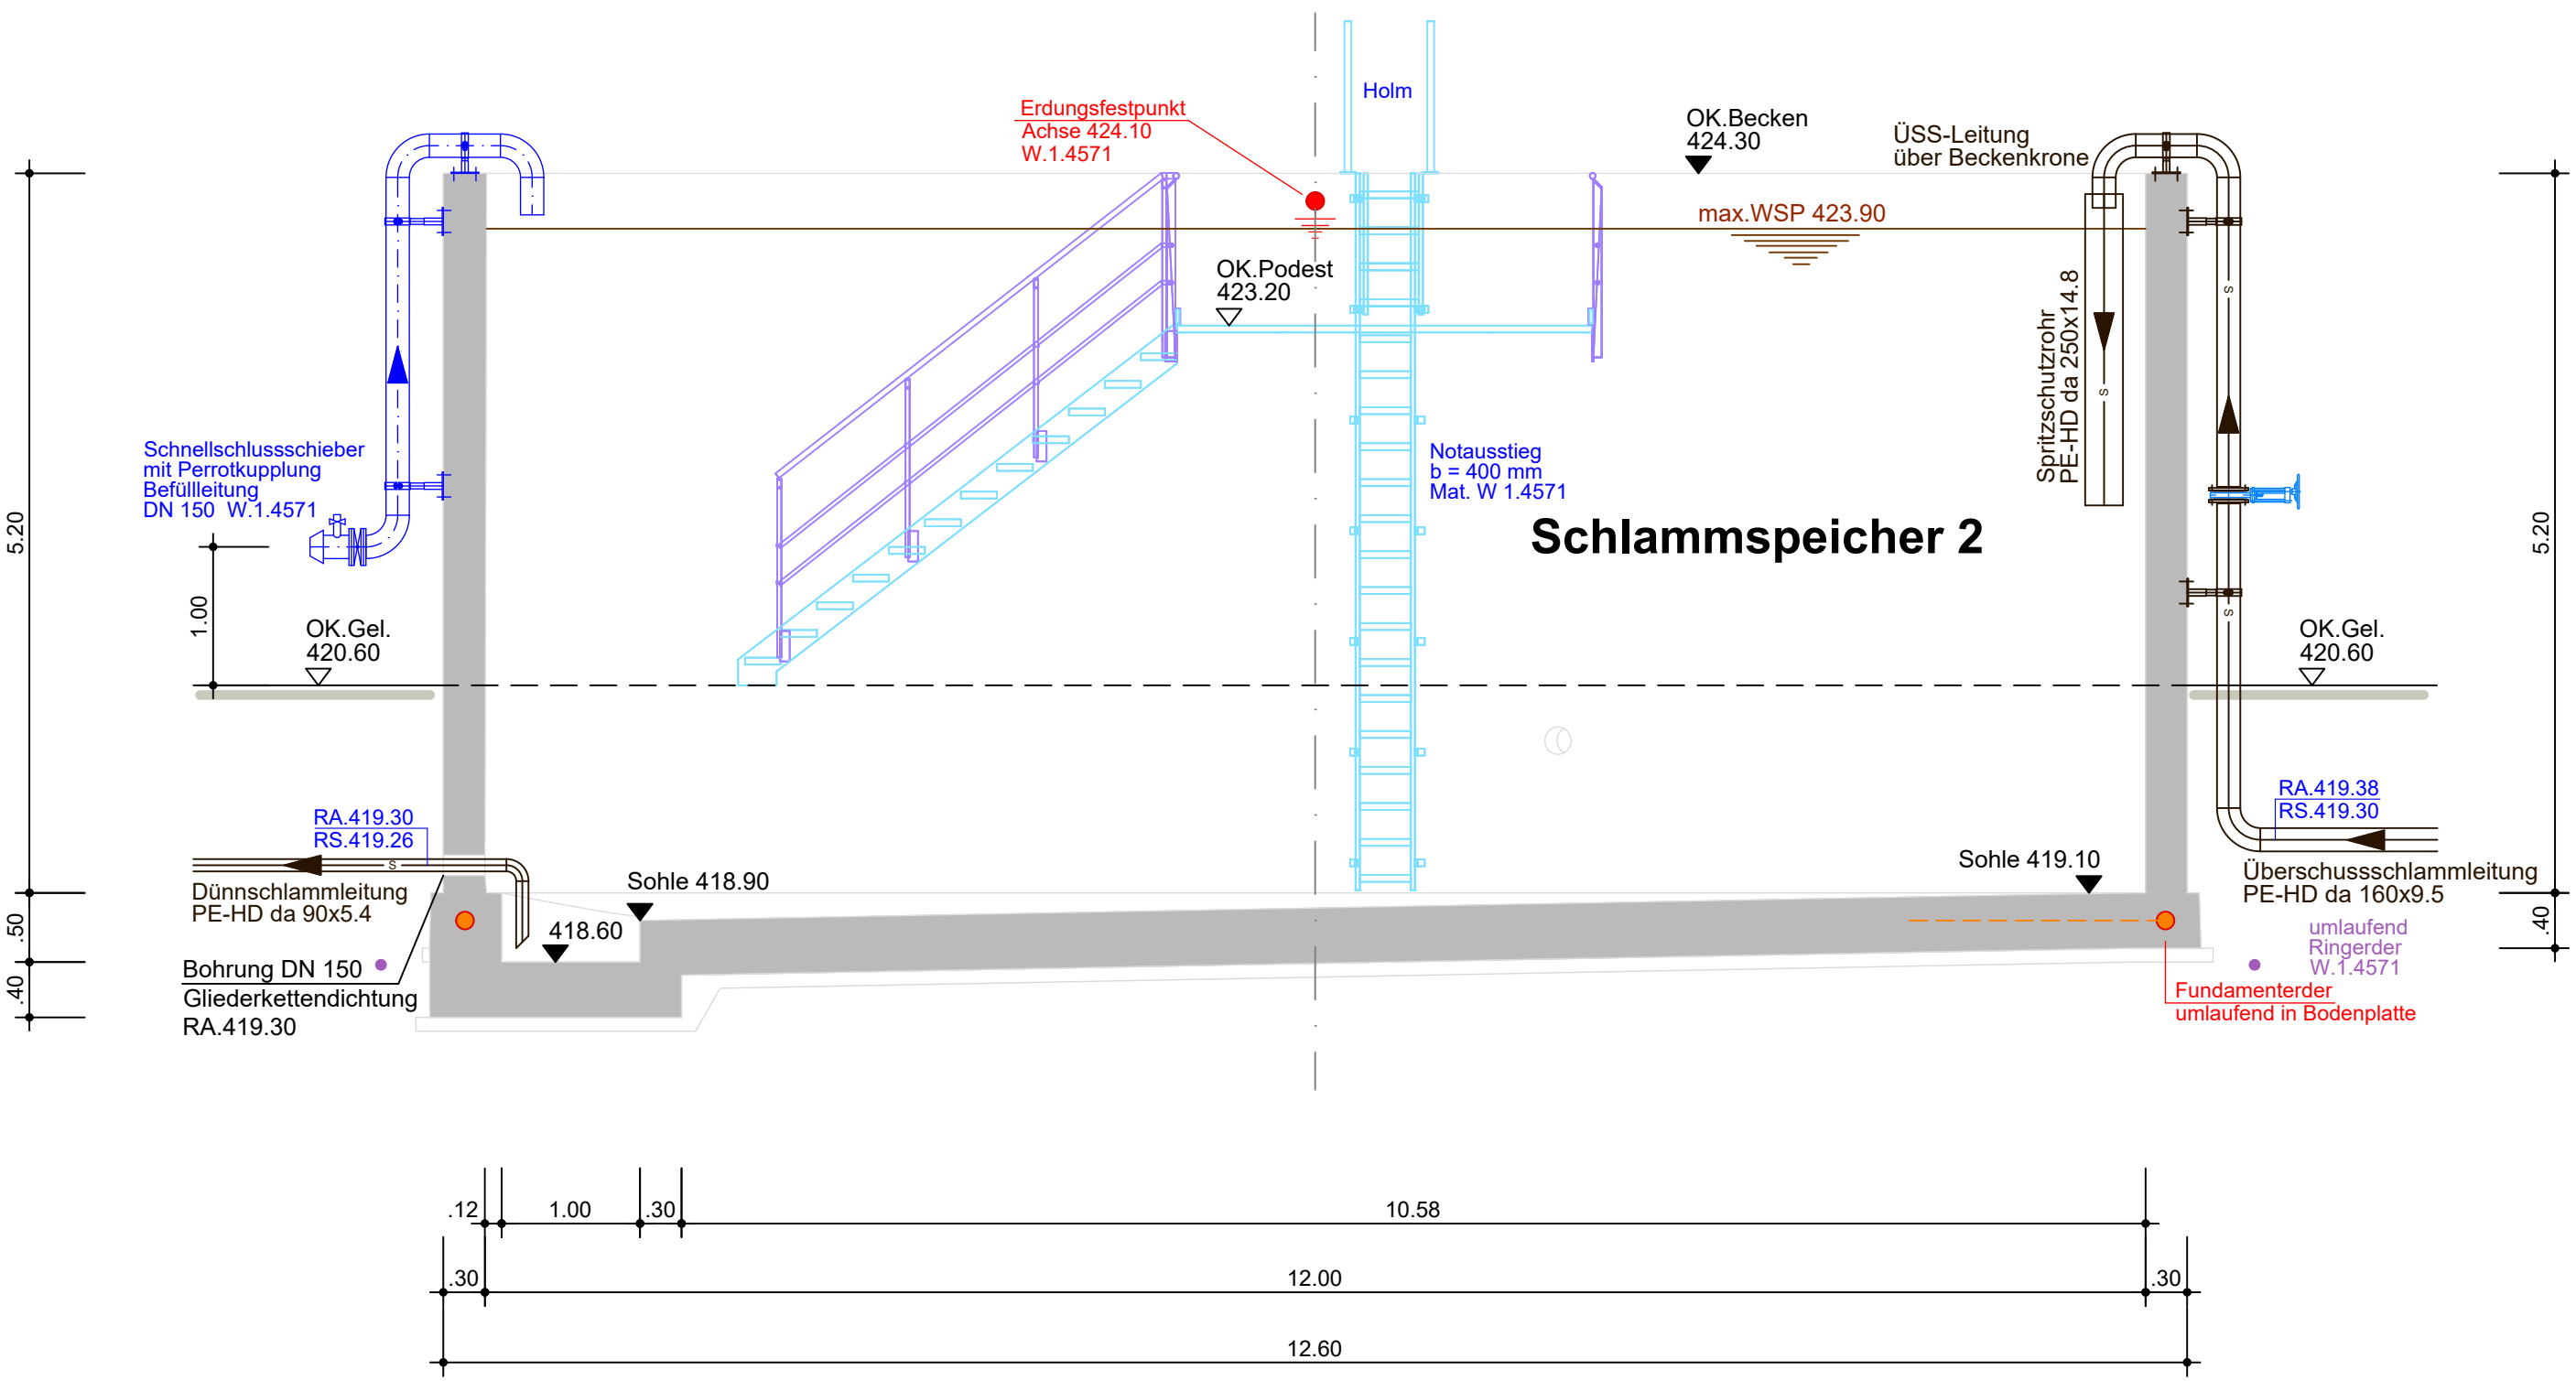 Holm
Erdungsfestpunkt
Achse 424.10
W.1.4571
OK.Becken
424.30
ÜSS-Leitung
über Beckenkrone
max.WSP 423.90
OK.Podest
423.20
Spritzschutzrohr
PE-HD da 250x14.8
S
S
S
Schnellschlussschieber
mit Perrotkupplung
Befüllleitung
DN 150 W.1.4571
Notausstieg
b = 400 mm
Mat. W 1.4571
Schlammspeicher 2
5.20
5.20
1.00
OK.Gel.
420.60
OK.Gel.
420.60
RA.419.30
RS.419.26
RA.419.38
RS.419.30
S
Dünnschlammleitung
PE-HD da 90x5.4
Sohle 418.90
418.60
Sohle 419.10
Überschussschlammleitung
PE-HD da 160x9.5
.50
.40
.40
umlaufend
Ringerder
W.1.4571
Bohrung DN 150
Gliederkettendichtung
RA.419.30
Fundamenterder
umlaufend in Bodenplatte
.12
1.00
.30
10.58
.30
12.00
.30
12.60